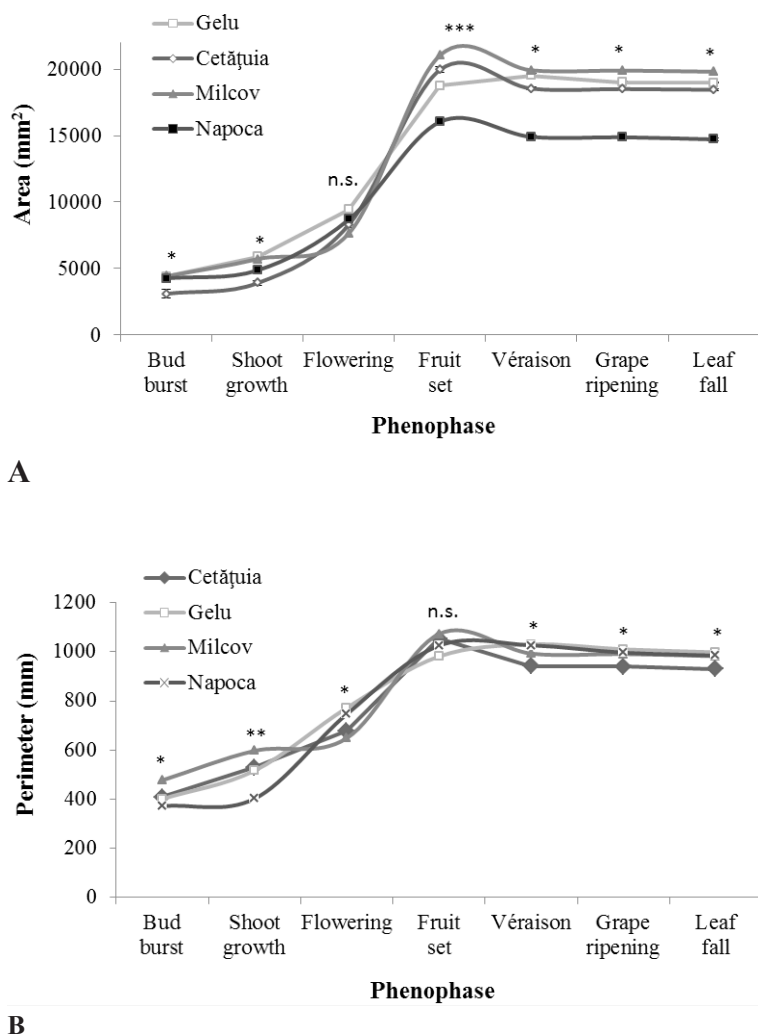 Gelu
Cetăţuia
Milcov
Napoca
***
*
*
*
n.s.
*
*
20000
15000
10000
5000
0
Area (mm²)
Bud burst
Shoot growth
Flowering
Fruit set
Véraison
Grape ripening
Leaf fall
Phenophase
A
Cetăţuia
Gelu
Milcov
Napoca
n.s.
*
*
*
*
**
*
1200
1000
800
600
400
200
0
Perimeter (mm)
Bud burst
Shoot growth
Flowering
Fruit set
Véraison
Grape ripening
Leaf fall
Phenophase
B